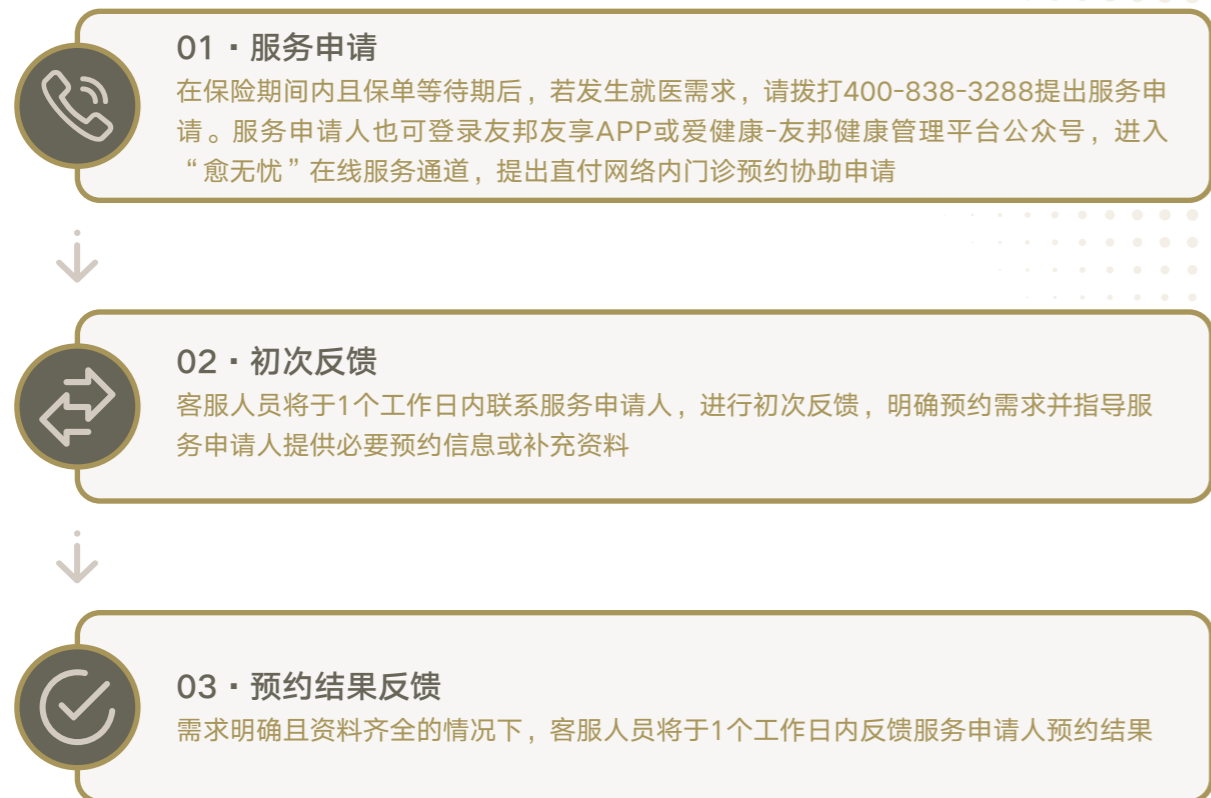 01▪服务申请
在保险期间内且保单等待期后，若发生就医需求，请拨打400-838-3288提出服务申
请。服务申请人也可登录友邦友享APP或爱健康-友邦健康管理平台公众号，进入
“愈无忧”在线服务通道，提出直付网络内门诊预约协助申请
02▪初次反馈
客服人员将于1个工作日内联系服务申请人，进行初次反馈，明确预约需求并指导服
务申请人提供必要预约信息或补充资料
03▪预约结果反馈
需求明确且资料齐全的情况下，客服人员将于1个工作日内反馈服务申请人预约结果